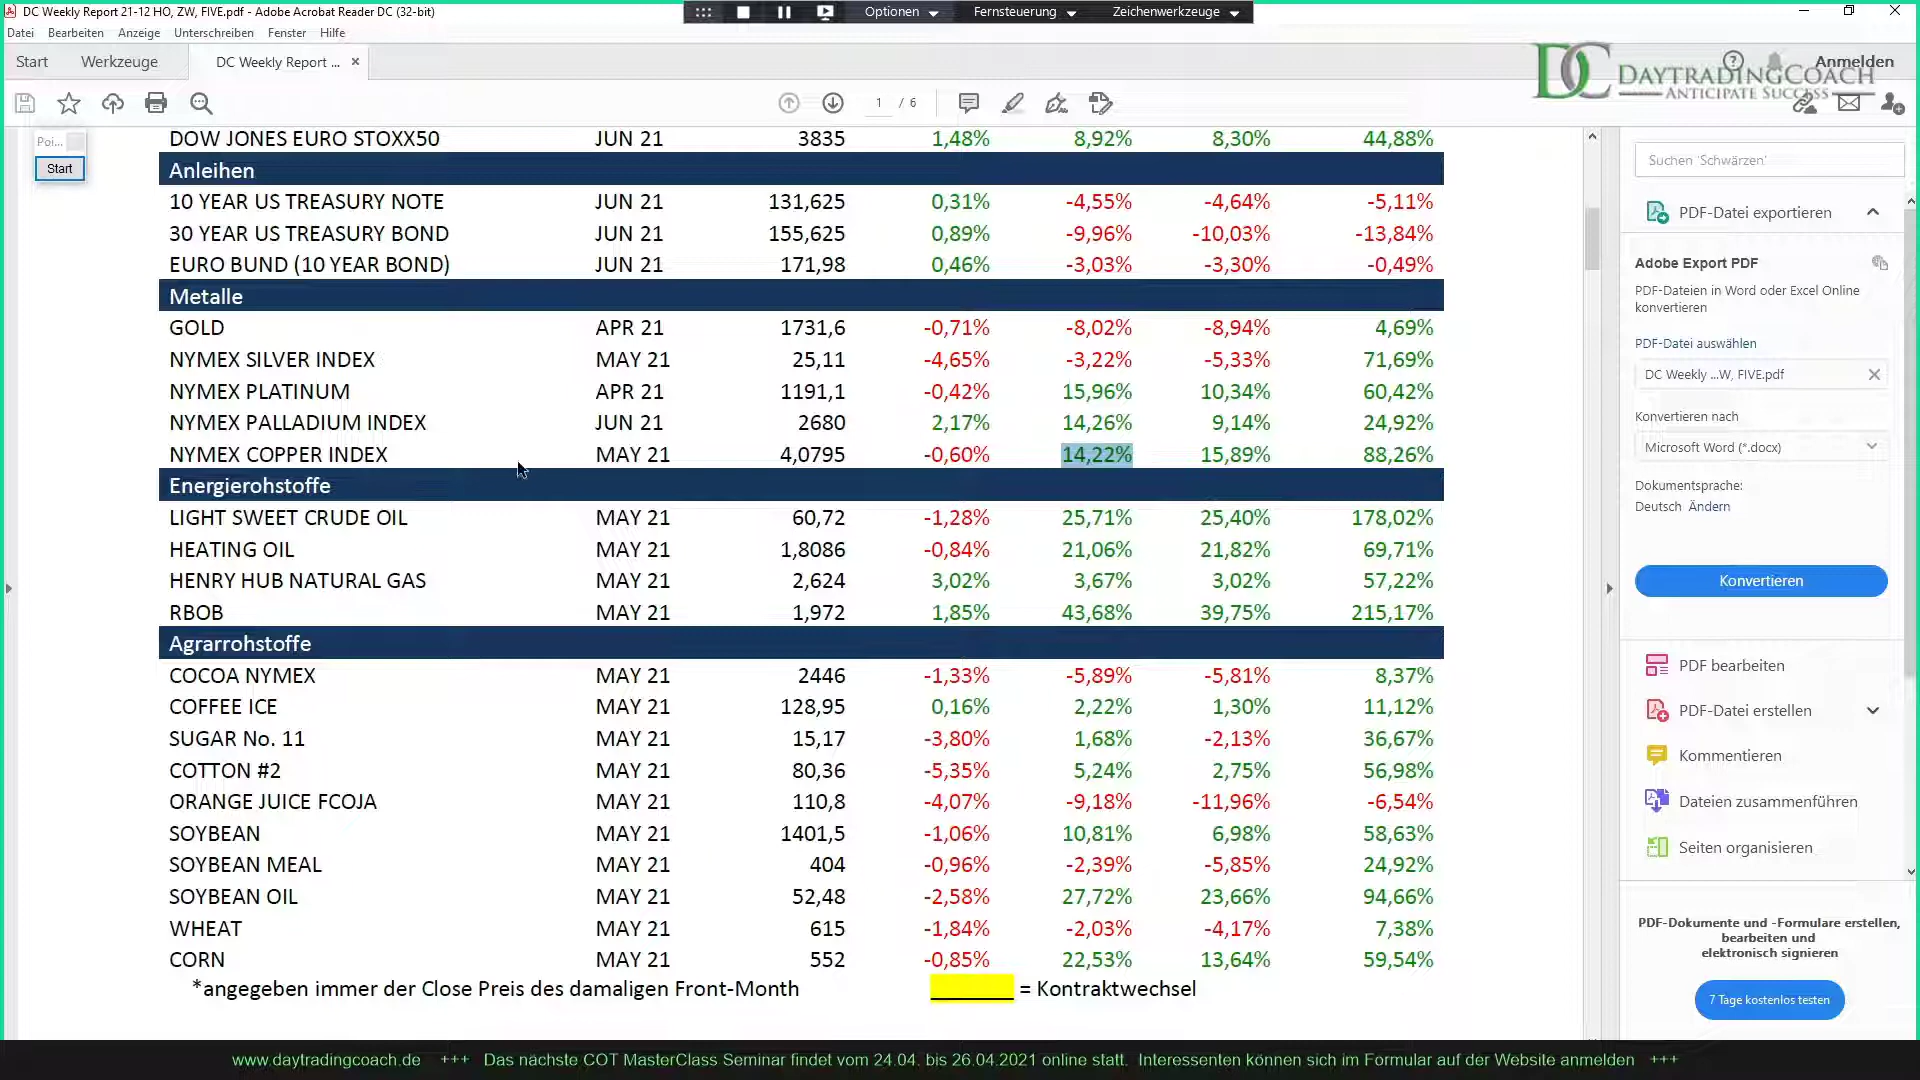 DC Weekly Report 21-12 HO, ZW, FIVE.pdf - Adobe Acrobat Reader DC (32-bit)
Optionen Fernsteuerung Zeichenwerkzeuge
Datei Bearbeiten Anzeige Unterschreiben Fenster Hilfe
Start Werkzeuge DC Weekly Report ... × Anmelden
DC DAYTRADINGCOACH
ANTICIPATE SUCCESS
1 / 6
Poi...
Start
DOW JONES EURO STOXX50 JUN 21 3835 1,48% 8,92% 8,30% 44,88%
Anleihen
10 YEAR US TREASURY NOTE JUN 21 131,625 0,31% -4,55% -4,64% -5,11%
30 YEAR US TREASURY BOND JUN 21 155,625 0,89% -9,96% -10,03% -13,84%
EURO BUND (10 YEAR BOND) JUN 21 171,98 0,46% -3,03% -3,30% -0,49%
Metalle
GOLD APR 21 1731,6 -0,71% -8,02% -8,94% 4,69%
NYMEX SILVER INDEX MAY 21 25,11 -4,65% -3,22% -5,33% 71,69%
NYMEX PLATINUM APR 21 1191,1 -0,42% 15,96% 10,34% 60,42%
NYMEX PALLADIUM INDEX JUN 21 2680 2,17% 14,26% 9,14% 24,92%
NYMEX COPPER INDEX MAY 21 4,0795 -0,60% 14,22% 15,89% 88,26%
Energierohstoffe
LIGHT SWEET CRUDE OIL MAY 21 60,72 -1,28% 25,71% 25,40% 178,02%
HEATING OIL MAY 21 1,8086 -0,84% 21,06% 21,82% 69,71%
HENRY HUB NATURAL GAS MAY 21 2,624 3,02% 3,67% 3,02% 57,22%
RBOB MAY 21 1,972 1,85% 43,68% 39,75% 215,17%
Agrarrohstoffe
COCOA NYMEX MAY 21 2446 -1,33% -5,89% -5,81% 8,37%
COFFEE ICE MAY 21 128,95 0,16% 2,22% 1,30% 11,12%
SUGAR No. 11 MAY 21 15,17 -3,80% 1,68% -2,13% 36,67%
COTTON #2 MAY 21 80,36 -5,35% 5,24% 2,75% 56,98%
ORANGE JUICE FCOJA MAY 21 110,8 -4,07% -9,18% -11,96% -6,54%
SOYBEAN MAY 21 1401,5 -1,06% 10,81% 6,98% 58,63%
SOYBEAN MEAL MAY 21 404 -0,96% -2,39% -5,85% 24,92%
SOYBEAN OIL MAY 21 52,48 -2,58% 27,72% 23,66% 94,66%
WHEAT MAY 21 615 -1,84% -2,03% -4,17% 7,38%
CORN MAY 21 552 -0,85% 22,53% 13,64% 59,54%
*angegeben immer der Close Preis des damaligen Front-Month = Kontraktwechsel
Suchen 'Schwärzen'
PDF-Datei exportieren
Adobe Export PDF
PDF-Dateien in Word oder Excel Online
konvertieren
PDF-Datei auswählen
DC Weekly ...W, FIVE.pdf
Konvertieren nach
Microsoft Word (*.docx)
Dokumentsprache:
Deutsch Ändern
Konvertieren
PDF bearbeiten
PDF-Datei erstellen
Kommentieren
Dateien zusammenführen
Seiten organisieren
PDF-Dokumente und -Formulare erstellen,
bearbeiten und
elektronisch signieren
7 Tage kostenlos testen
www.daytradingcoach.de +++ Das nächste COT MasterClass Seminar findet vom 24.04. bis 26.04.2021 online statt. Interessenten können sich im Formular auf der Website anmelden +++